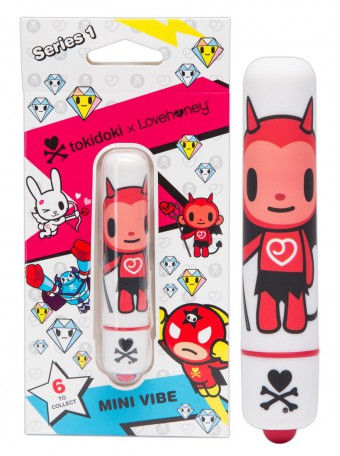 Series 1
tokidoki x Lovehoney
6
TO
COLLECT
MINI VIBE
®